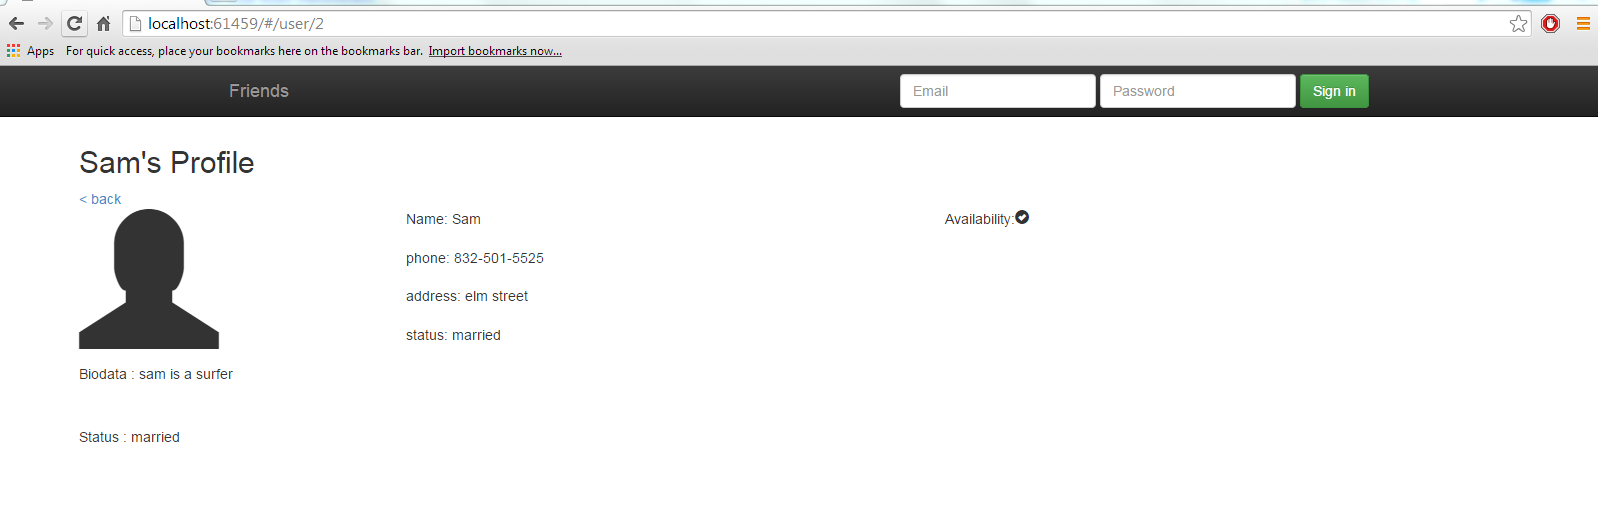 localhost:61459/#/user/2
Apps For quick access, place your bookmarks here on the bookmarks bar. Import bookmarks now...
Friends Email Password Sign in
Sam's Profile
< back
Name: Sam Availability:
phone: 832-501-5525
address: elm street
status: married
Biodata : sam is a surfer
Status : married